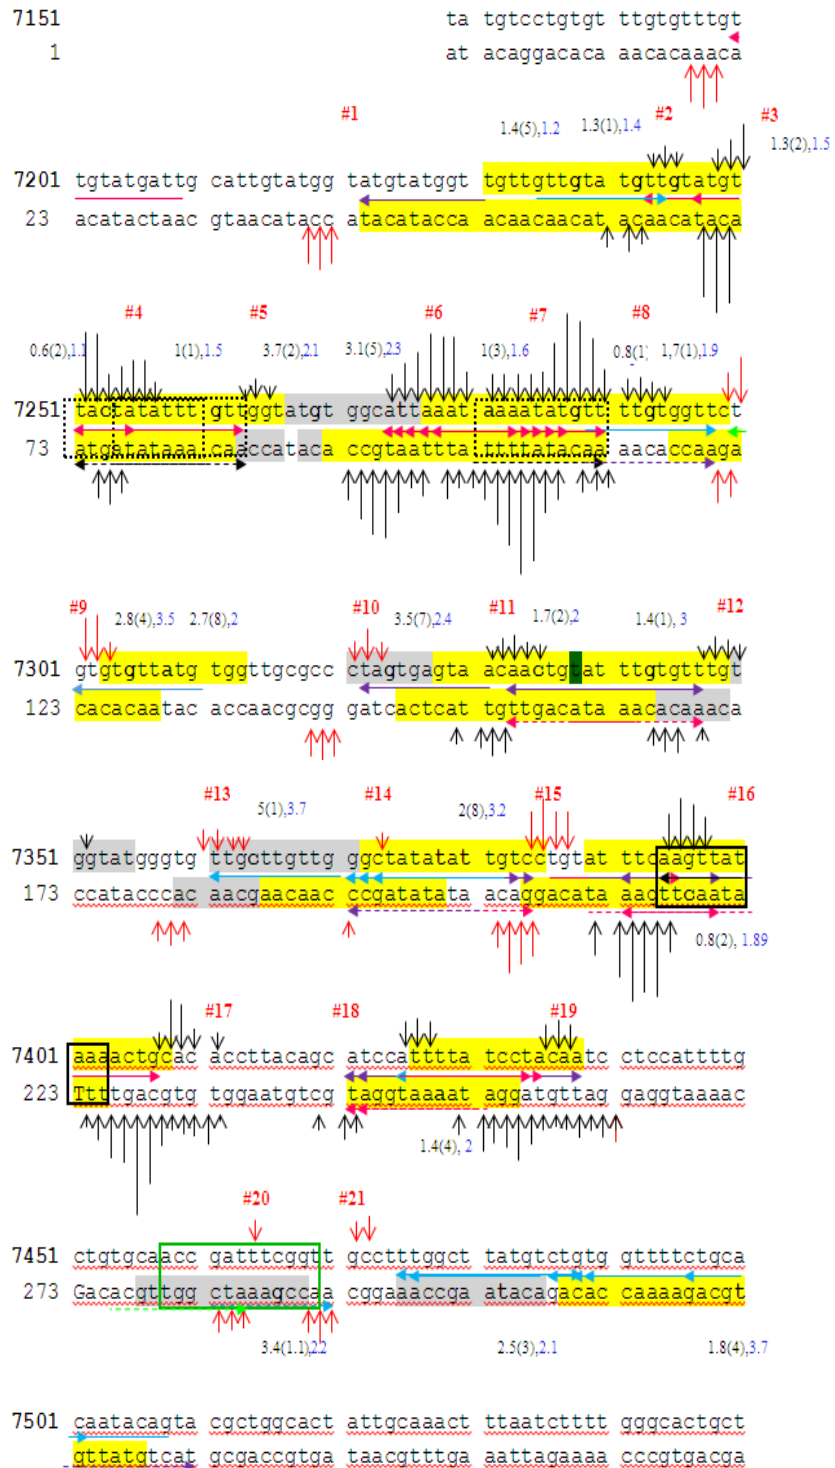 7151 ta tgtcctgtgt ttgtgtttgt
1 at acaggacaca aacacaaaca
#1 #2 #3
1.4(5),1.2 1.3(1),1.4 1.3(2),1.5
7201 tgtatgattg cattgtatgg tatgtatggt tgttgttgta tgttgtatgt
23 acatactaac gtaacatacc atacatacca acaacaacat acaacataca
#4 #5 #6 #7 #8
0.6(2),1.1 1(1),1.5 3.7(2),2.1 3.1(5),2.3 1(3),1.6 0.8(1) 1,7(1),1.9
7251 tactatattt gttggtatgt ggcattaaat aaaatatgtt ttgtggttct
73 atgatataaa caaccataca ccgtaattta ttttatacaa aacaccaaga
#9 #10 #11 #12
2.8(4),3.5 2.7(8),2 3.5(7),2.4 1.7(2),2 1.4(1), 3
7301 gtgtgttatg tggttgcgcc ctagtgagta acaactgtat ttgtgtttgt
123 cacacaatac accaacgcgg gatcactcat tgttgacata aacacaaaca
#13 #14 #15 #16
5(1),3.7 2(8),3.2
7351 ggtatgggtg ttgcttgttg ggctatatat tgtcctgtat ttcaagttat
173 ccatacccac aacgaacaac ccgatatata acaggacata aagttcaata
0.8(2), 1.89
#17 #18 #19
7401 aaaactgcac accttacagc atccatttta tcctacaatc ctccattttg
223 Ttttgacgtg tggaatgtcg taggtaaaat aggatgttag gaggtaaaac
1.4(4), 2
#20 #21
7451 ctgtgcaacc gatttcggtt gcctttggct tatgtctgtg gttttctgca
273 Gacacgttgg ctaaagccaa cggaaaccga atacagacac caaaagacgt
3.4(1.1)22 2.5(3),2.1 1.8(4),3.7
7501 caatacagta cgctggcact attgcaaact ttaatctttt gggcactgct
gttatgtcat gcgaccgtga taacgtttga aattagaaaa cccgtgacga